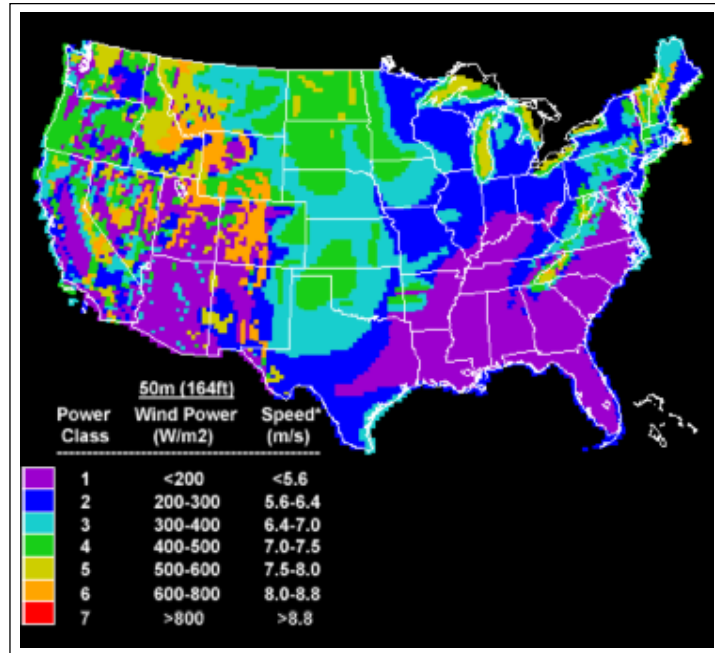 50m (164ft)
Power Wind Power Speed*
Class (W/m2) (m/s)
1 <200 <5.6
2 200-300 5.6-6.4
3 300-400 6.4-7.0
4 400-500 7.0-7.5
5 500-600 7.5-8.0
6 600-800 8.0-8.8
7 >800 >8.8